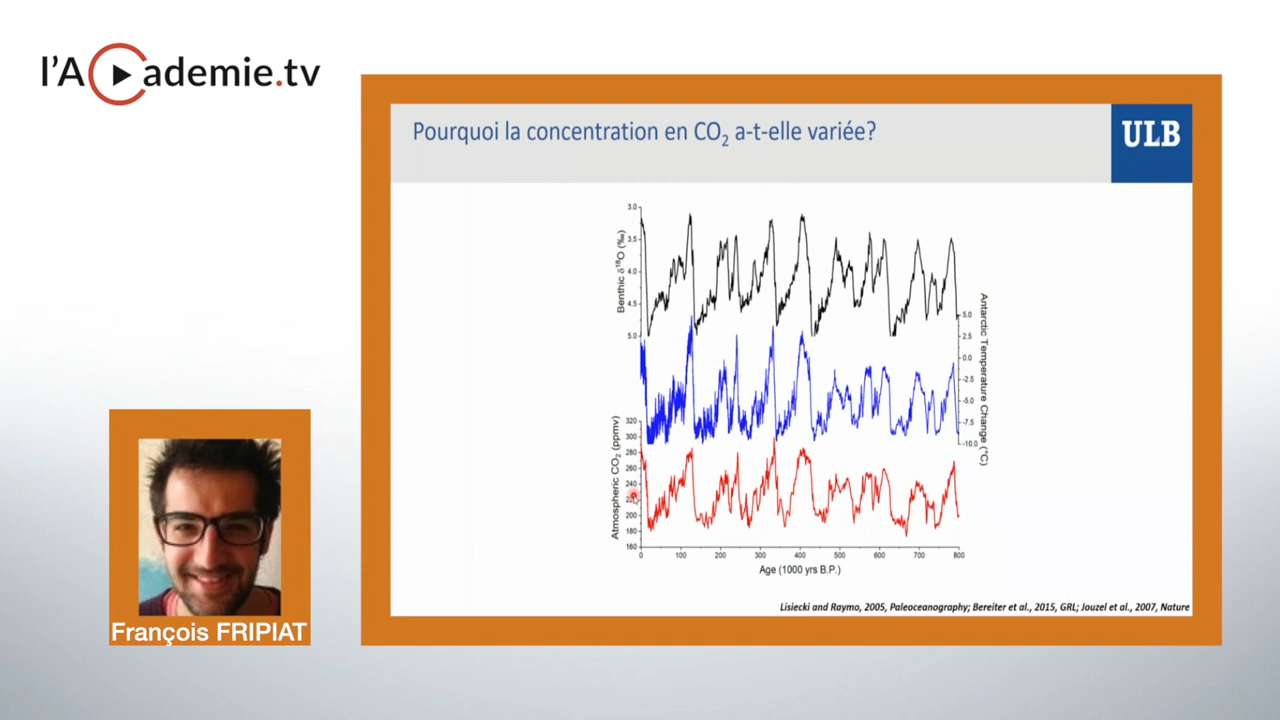 l'Academie.tv
Pourquoi la concentration en CO2 a-t-elle variée?
ULB
3.0
3.5
4.0
4.5
5.0
Benthic δ18O (‰)
5.0
2.5
0.0
-2.5
-5.0
-7.5
-10.0
Antarctic Temperature Change (°C)
320
300
280
260
240
220
200
180
160
Atmospheric CO2 (ppmv)
0 100 200 300 400 500 600 700 800
Age (1000 yrs B.P.)
Lisiecki and Raymo, 2005, Paleoceanography; Bereiter et al., 2015, GRL; Jouzel et al., 2007, Nature
François FRIPIAT